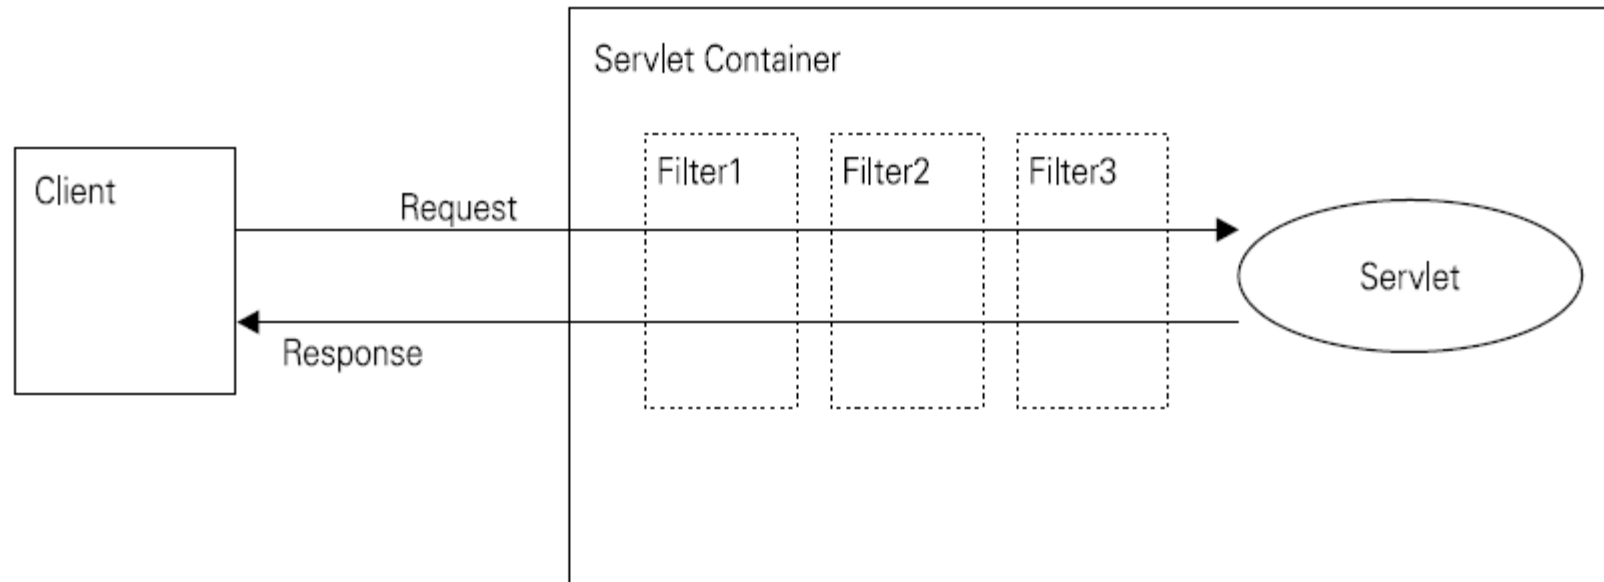 Servlet Container
Client
Filter1
Filter2
Filter3
Request
Servlet
Response